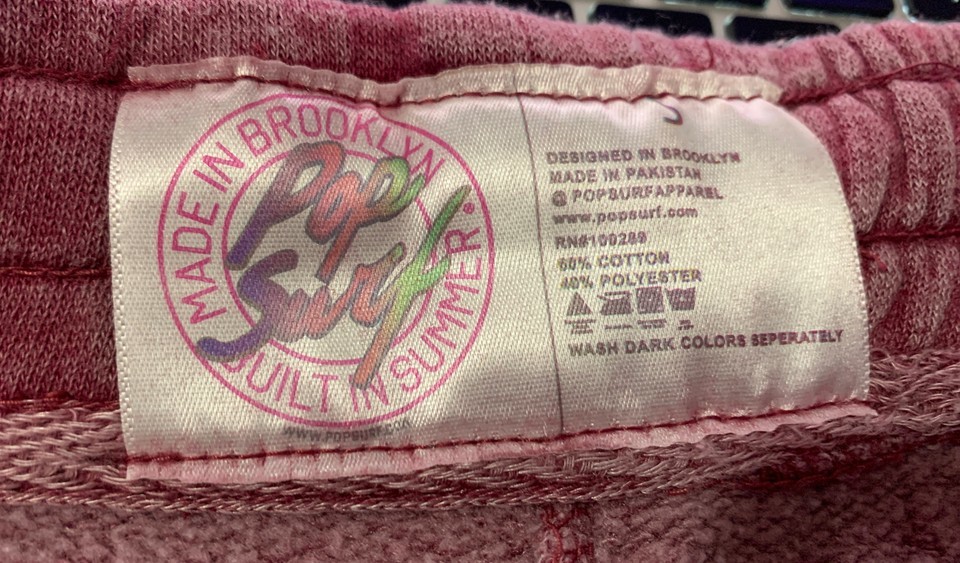 MADE IN BROOKLYN
Pop
Surf
BUILT IN SUMMER®
WWW.POPSURF.COM
DESIGNED IN BROOKLYN
MADE IN PAKISTAN
@ POPSURFAPPAREL
www.popsurf.com
RN#109289
60% COTTON
40% POLYESTER
WASH DARK COLORS SEPERATELY